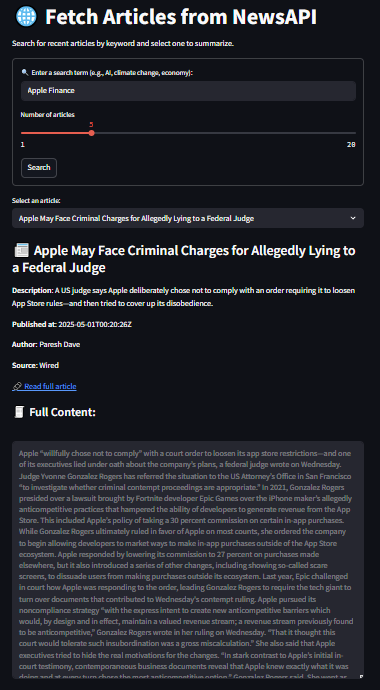 Fetch Articles from NewsAPI
Search for recent articles by keyword and select one to summarize.
Enter a search term (e.g., AI, climate change, economy):
Apple Finance
Number of articles
5
1 20
Search
Select an article:
Apple May Face Criminal Charges for Allegedly Lying to a Federal Judge
Apple May Face Criminal Charges for Allegedly Lying to
a Federal Judge
Description: A US judge says Apple deliberately chose not to comply with an order requiring it to loosen
App Store rules—and then tried to cover up its disobedience.
Published at: 2025-05-01T00:20:26Z
Author: Paresh Dave
Source: Wired
Read full article
Full Content:
Apple “willfully chose not to comply” with a court order to loosen its app store restrictions—and one
of its executives lied under oath about the company’s plans, a federal judge wrote on Wednesday.
Judge Yvonne Gonzalez Rogers has referred the situation to the US Attorney’s Office in San Francisco
“to investigate whether criminal contempt proceedings are appropriate.” In 2021, Gonzalez Rogers
presided over a lawsuit brought by Fortnite developer Epic Games over the iPhone maker’s allegedly
anticompetitive practices that hampered the ability of developers to generate revenue from the App
Store. This included Apple’s policy of taking a 30 percent commission on certain in-app purchases.
While Gonzalez Rogers ultimately ruled in favor of Apple on most counts, she ordered the company
to begin allowing developers to market ways to make in-app purchases outside of the App Store
ecosystem. Apple responded by lowering its commission to 27 percent on purchases made
elsewhere, but it also introduced a series of other changes, including showing so-called scare
screens, to dissuade users from making purchases outside its ecosystem. Last year, Epic challenged
in court how Apple was responding to the order, leading Gonzalez Rogers to require the tech giant to
turn over documents that contributed to Wednesday’s contempt ruling. Apple pursued its
noncompliance strategy “with the express intent to create new anticompetitive barriers which
would, by design and in effect, maintain a valued revenue stream; a revenue stream previously found
to be anticompetitive,” Gonzalez Rogers wrote in her ruling on Wednesday. “That it thought this
court would tolerate such insubordination was a gross miscalculation.” She also said that Apple
executives tried to hide the real motivations for the changes. “In stark contrast to Apple’s initial in-
court testimony, contemporaneous business documents reveal that Apple knew exactly what it was
doing and at every turn chose the most anticompetitive option,” Gonzalez Rogers said. She went as